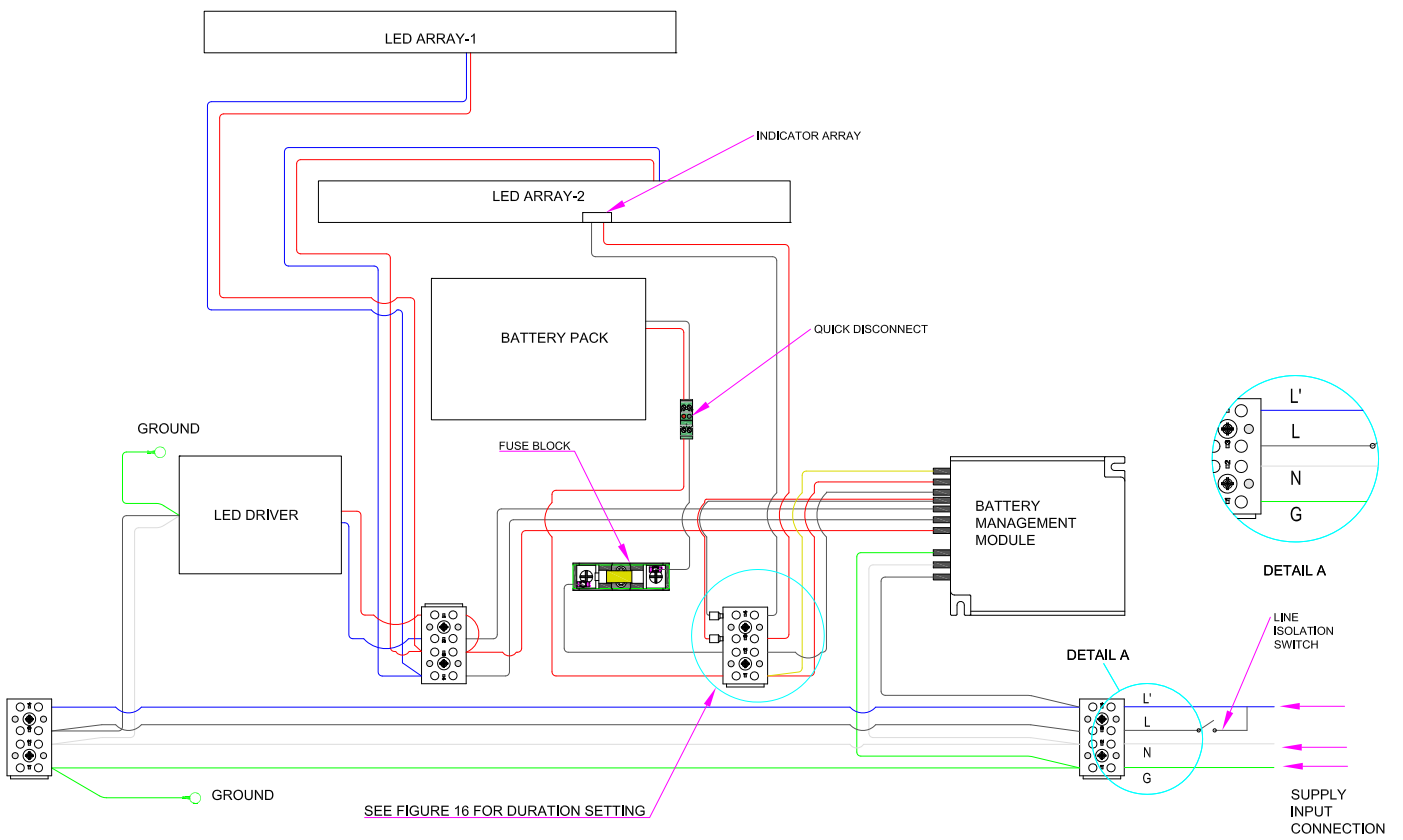 LED ARRAY-1
INDICATOR ARRAY
LED ARRAY-2
BATTERY PACK
QUICK DISCONNECT
GROUND
FUSE BLOCK
LED DRIVER
BATTERY
MANAGEMENT
MODULE
L'
L
N
G
DETAIL A
LINE
ISOLATION
SWITCH
DETAIL A
L'
L
N
G
GROUND
SEE FIGURE 16 FOR DURATION SETTING
SUPPLY
INPUT
CONNECTION